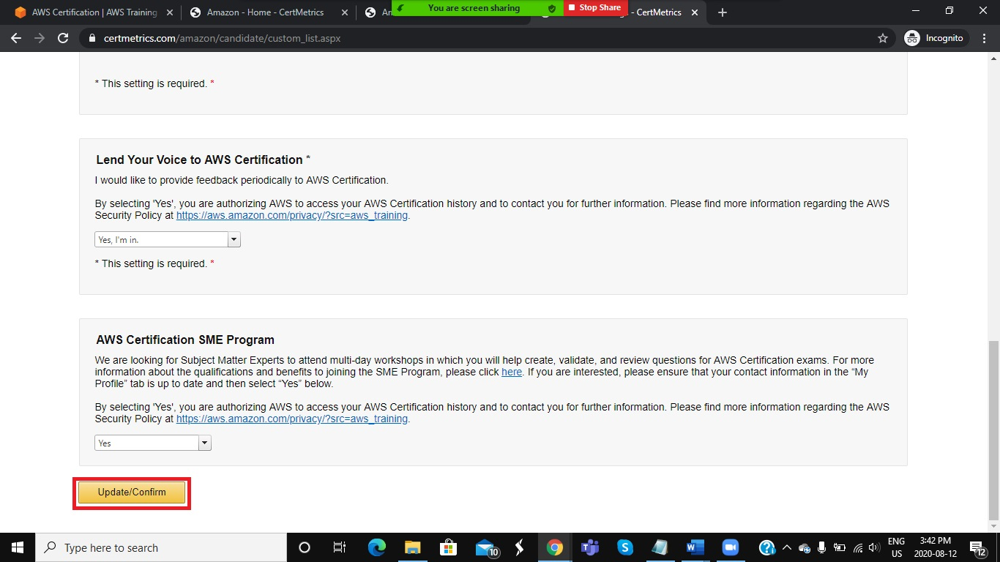 AWS Certification | AWS Training
Amazon - Home - CertMetrics
You are screen sharing
Stop Share
- CertMetrics
certmetrics.com/amazon/candidate/custom_list.aspx
Incognito
* This setting is required. *
Lend Your Voice to AWS Certification *
I would like to provide feedback periodically to AWS Certification.
By selecting 'Yes', you are authorizing AWS to access your AWS Certification history and to contact you for further information. Please find more information regarding the AWS
Security Policy at https://aws.amazon.com/privacy/?src=aws_training.
Yes, I'm in.
* This setting is required. *
AWS Certification SME Program
We are looking for Subject Matter Experts to attend multi-day workshops in which you will help create, validate, and review questions for AWS Certification exams. For more
information about the qualifications and benefits to joining the SME Program, please click here. If you are interested, please ensure that your contact information in the “My
Profile” tab is up to date and then select “Yes” below.
By selecting 'Yes', you are authorizing AWS to access your AWS Certification history and to contact you for further information. Please find more information regarding the AWS
Security Policy at https://aws.amazon.com/privacy/?src=aws_training.
Yes
Update/Confirm
Type here to search
10
ENG
US
3:42 PM
2020-08-12
12